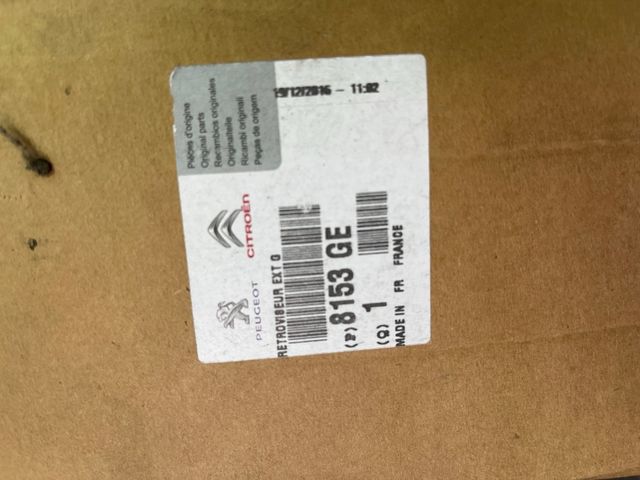 Pièces d'origine
Original parts
Recambios originales
Originalteile
Ricambi originali
Peças de origem
19/12/2016 - 11:02
PEUGEOT
CITROËN
RETROVISEUR EXT G
(P) 8153 GE
(Q) 1
MADE IN FR FRANCE